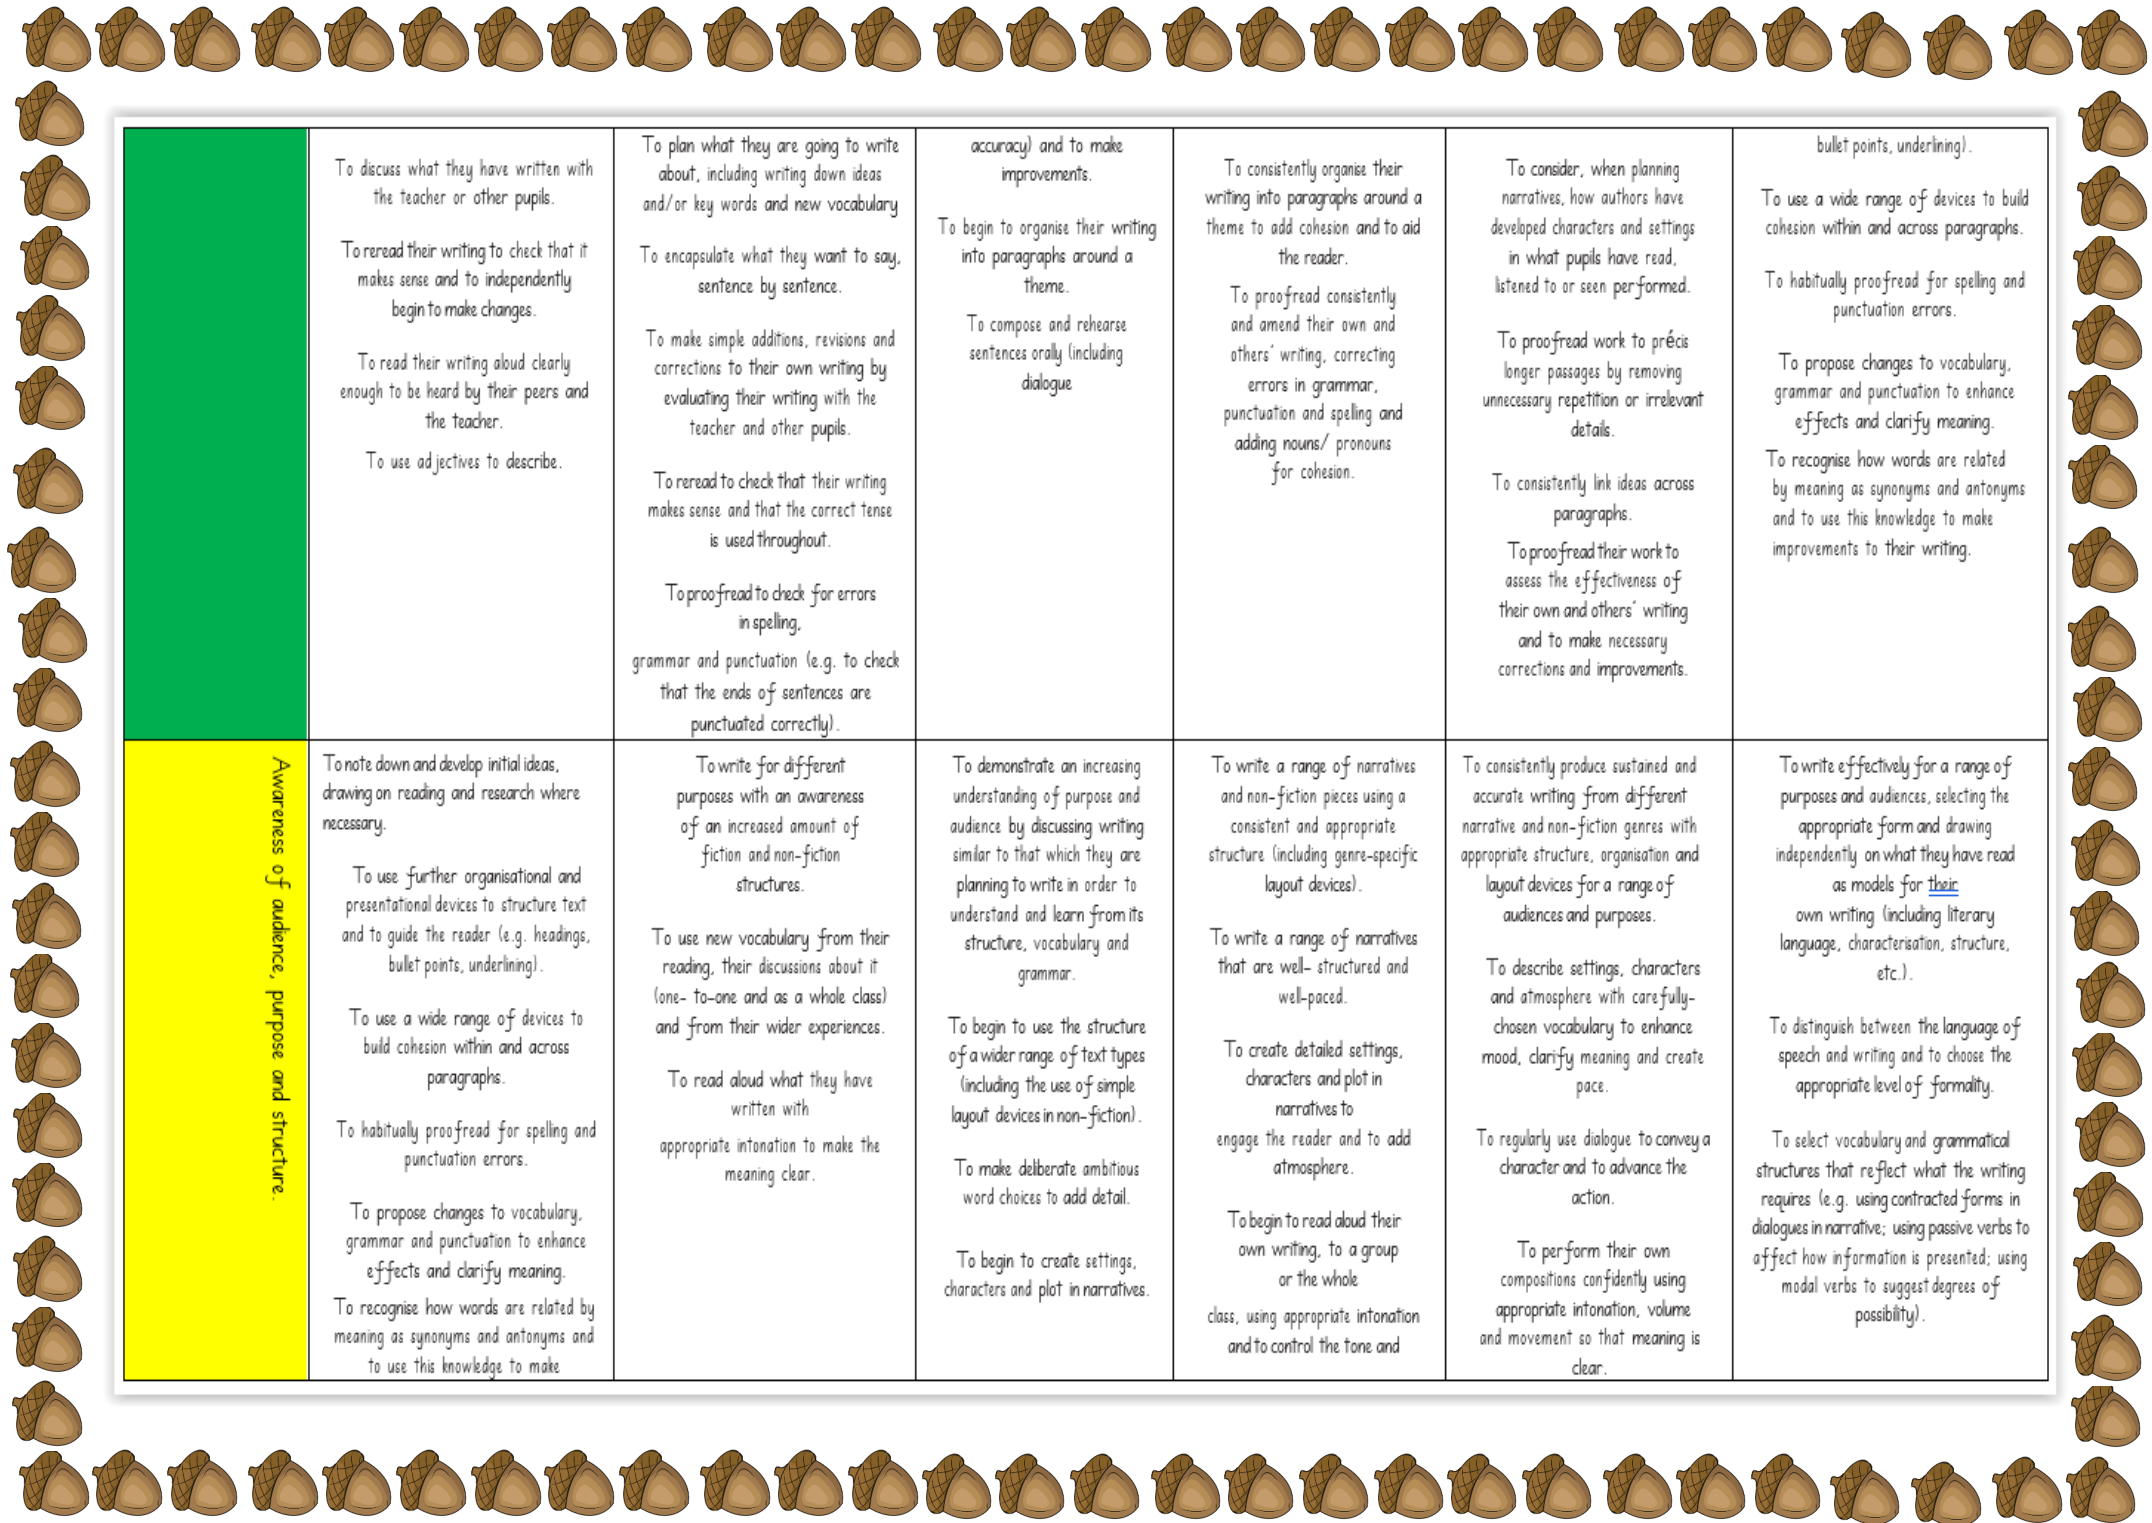 To discuss what they have written with
the teacher or other pupils.
To reread their writing to check that it
makes sense and to independently
begin to make changes.
To read their writing aloud clearly
enough to be heard by their peers and
the teacher.
To use adjectives to describe.
To plan what they are going to write
about, including writing down ideas
and/or key words and new vocabulary
To encapsulate what they want to say,
sentence by sentence.
To make simple additions, revisions and
corrections to their own writing by
evaluating their writing with the
teacher and other pupils.
To reread to check that their writing
makes sense and that the correct tense
is used throughout.
To proofread to check for errors
in spelling,
grammar and punctuation (e.g. to check
that the ends of sentences are
punctuated correctly).
accuracy) and to make
improvements.
To begin to organise their writing
into paragraphs around a
theme.
To compose and rehearse
sentences orally (including
dialogue
To consistently organise their
writing into paragraphs around a
theme to add cohesion and to aid
the reader.
To proofread consistently
and amend their own and
others' writing, correcting
errors in grammar,
punctuation and spelling and
adding nouns/ pronouns
for cohesion.
To consider, when planning
narratives, how authors have
developed characters and settings
in what pupils have read,
listened to or seen performed.
To proofread work to précis
longer passages by removing
unnecessary repetition or irrelevant
details.
To consistently link ideas across
paragraphs.
To proofread their work to
assess the effectiveness of
their own and others' writing
and to make necessary
corrections and improvements.
bullet points, underlining).
To use a wide range of devices to build
cohesion within and across paragraphs.
To habitually proofread for spelling and
punctuation errors.
To propose changes to vocabulary,
grammar and punctuation to enhance
effects and clarify meaning.
To recognise how words are related
by meaning as synonyms and antonyms
and to use this knowledge to make
improvements to their writing.
Awareness of audience, purpose and structure.
To note down and develop initial ideas,
drawing on reading and research where
necessary.
To use further organisational and
presentational devices to structure text
and to guide the reader (e.g. headings,
bullet points, underlining).
To use a wide range of devices to
build cohesion within and across
paragraphs.
To habitually proofread for spelling and
punctuation errors.
To propose changes to vocabulary,
grammar and punctuation to enhance
effects and clarify meaning.
To recognise how words are related by
meaning as synonyms and antonyms and
to use this knowledge to make
To write for different
purposes with an awareness
of an increased amount of
fiction and non-fiction
structures.
To use new vocabulary from their
reading, their discussions about it
(one- to-one and as a whole class)
and from their wider experiences.
To read aloud what they have
written with
appropriate intonation to make the
meaning clear.
To demonstrate an increasing
understanding of purpose and
audience by discussing writing
similar to that which they are
planning to write in order to
understand and learn from its
structure, vocabulary and
grammar.
To begin to use the structure
of a wider range of text types
(including the use of simple
layout devices in non-fiction).
To make deliberate ambitious
word choices to add detail.
To begin to create settings,
characters and plot in narratives.
To write a range of narratives
and non-fiction pieces using a
consistent and appropriate
structure (including genre-specific
layout devices).
To write a range of narratives
that are well- structured and
well-paced.
To create detailed settings,
characters and plot in
narratives to
engage the reader and to add
atmosphere.
To begin to read aloud their
own writing, to a group
or the whole
class, using appropriate intonation
and to control the tone and
To consistently produce sustained and
accurate writing from different
narrative and non-fiction genres with
appropriate structure, organisation and
layout devices for a range of
audiences and purposes.
To describe settings, characters
and atmosphere with carefully-
chosen vocabulary to enhance
mood, clarify meaning and create
pace.
To regularly use dialogue to convey a
character and to advance the
action.
To perform their own
compositions confidently using
appropriate intonation, volume
and movement so that meaning is
clear.
To write effectively for a range of
purposes and audiences, selecting the
appropriate form and drawing
independently on what they have read
as models for their
own writing (including literary
language, characterisation, structure,
etc.).
To distinguish between the language of
speech and writing and to choose the
appropriate level of formality.
To select vocabulary and grammatical
structures that reflect what the writing
requires (e.g. using contracted forms in
dialogues in narrative; using passive verbs to
affect how information is presented; using
modal verbs to suggest degrees of
possibility).